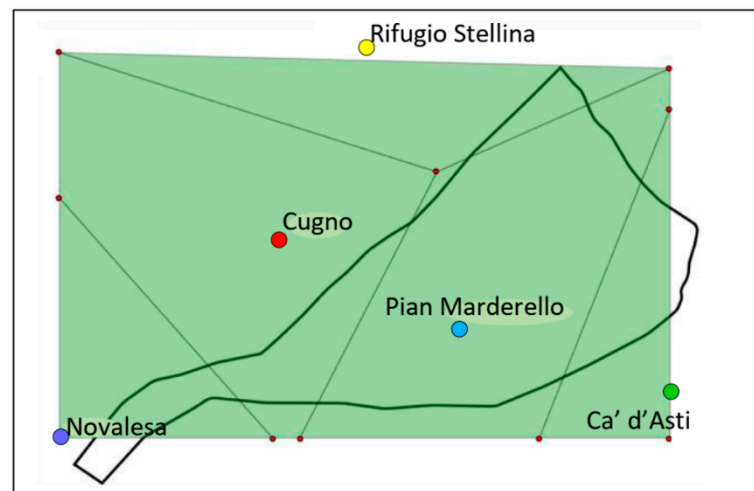 Rifugio Stellina
Cugno
Pian Marderello
Ca' d'Asti
Novalesa